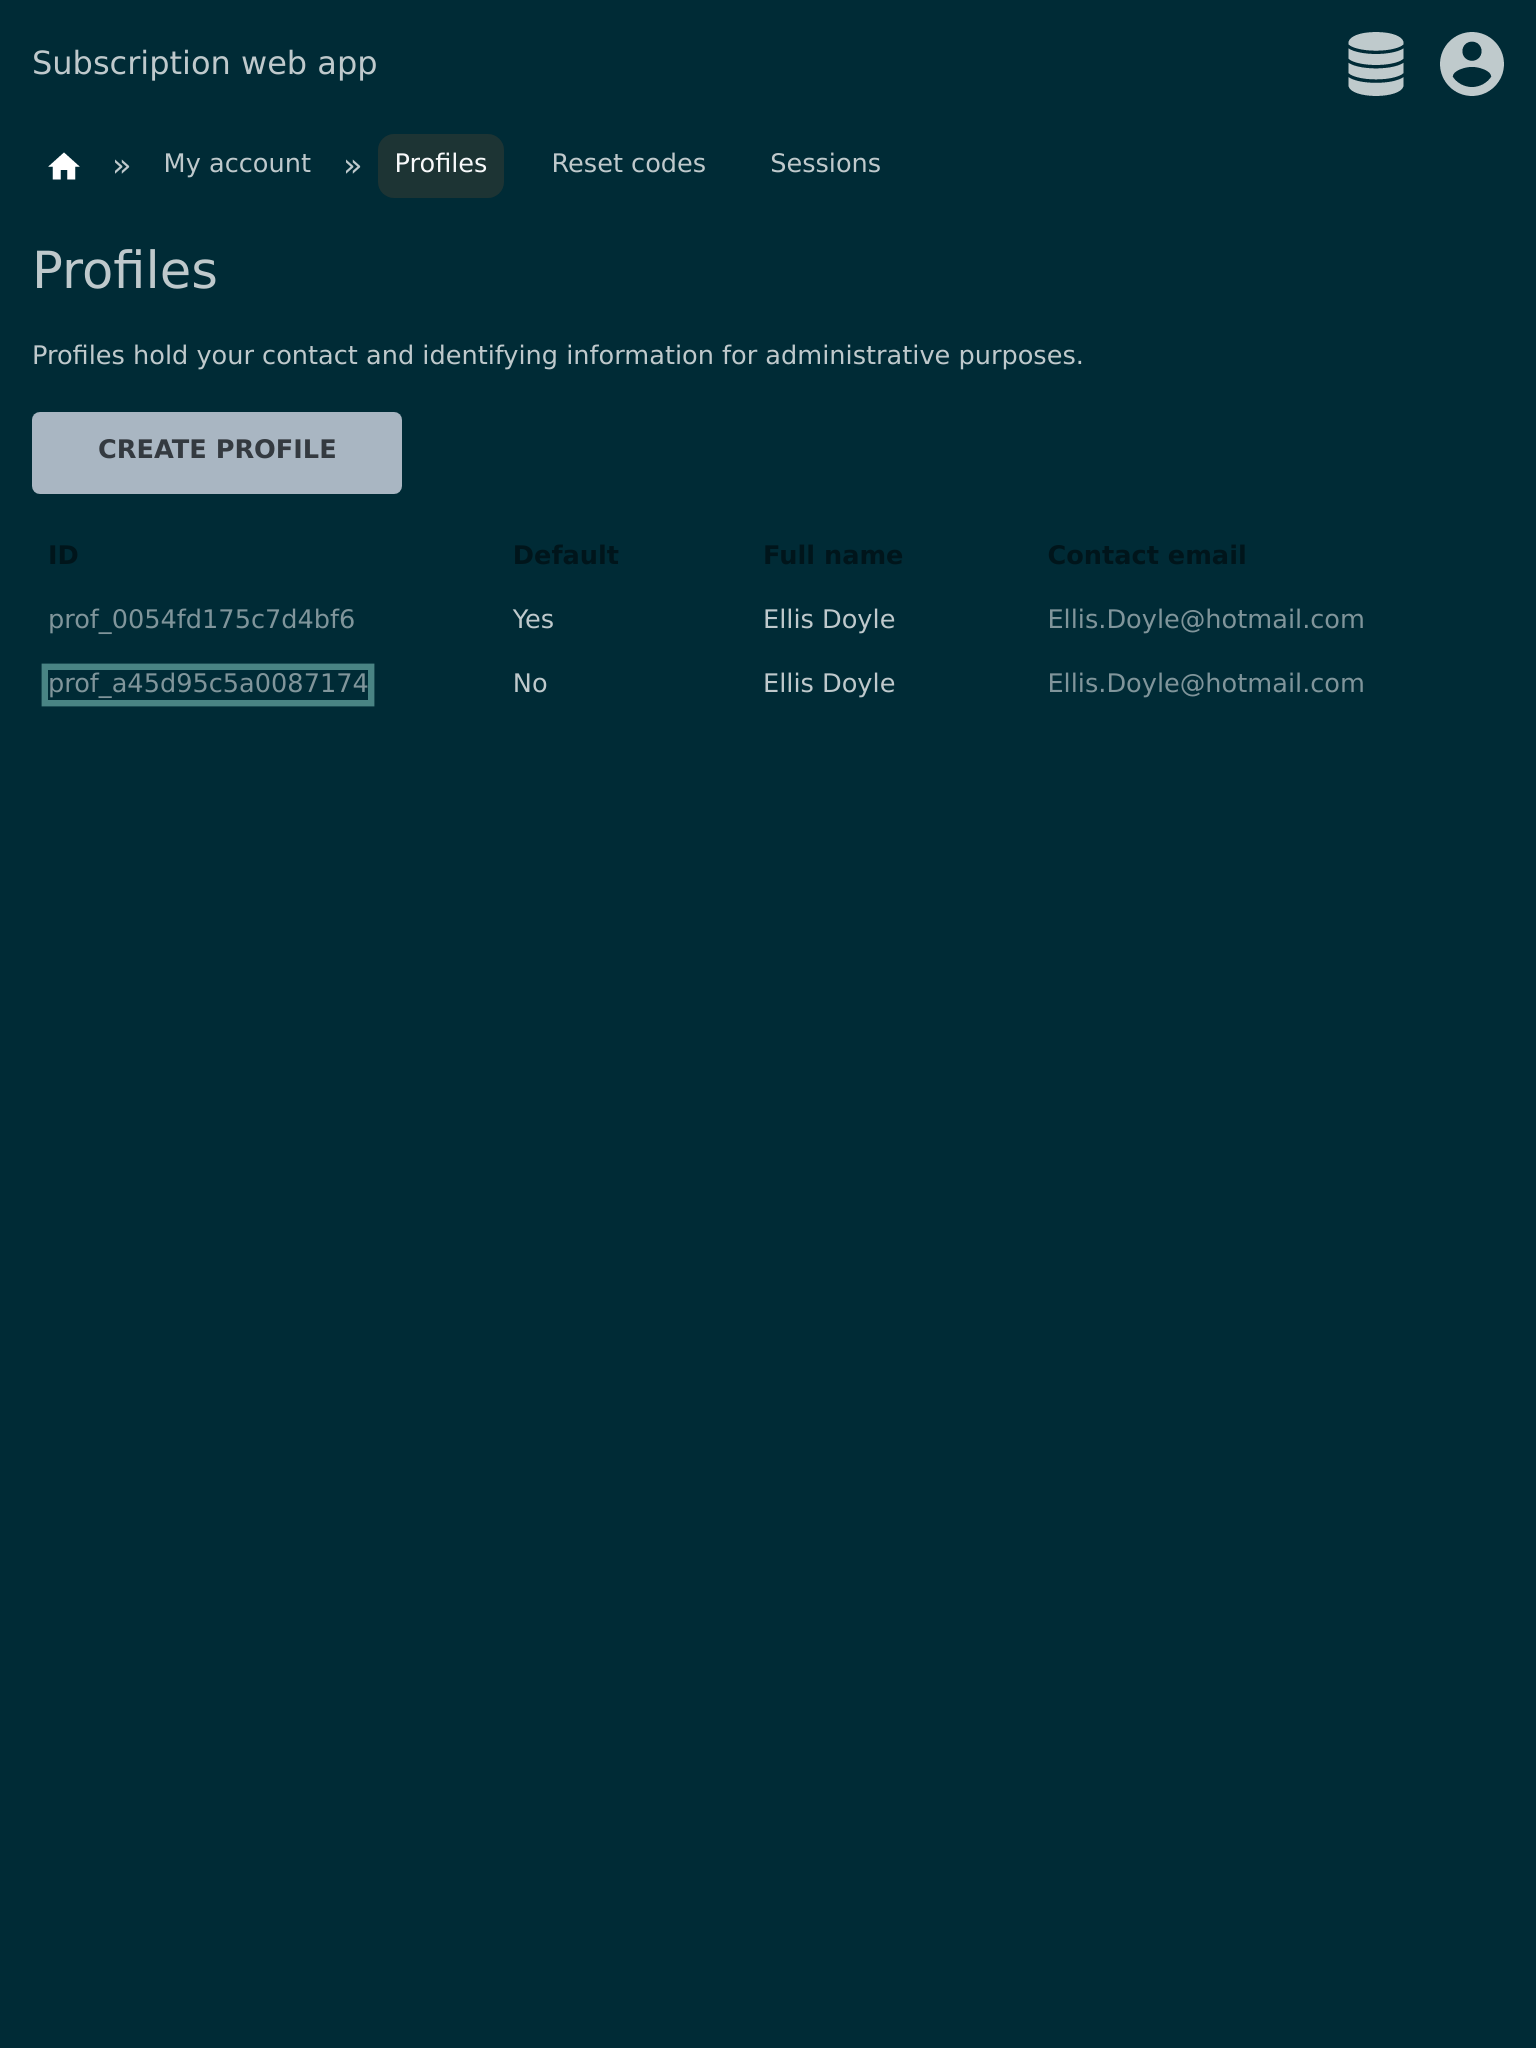 Subscription web app
» My account » Profiles Reset codes Sessions
Profiles
Profiles hold your contact and identifying information for administrative purposes.
CREATE PROFILE
ID Default Full name Contact email
prof_0054fd175c7d4bf6 Yes Ellis Doyle Ellis.Doyle@hotmail.com
prof_a45d95c5a0087174 No Ellis Doyle Ellis.Doyle@hotmail.com